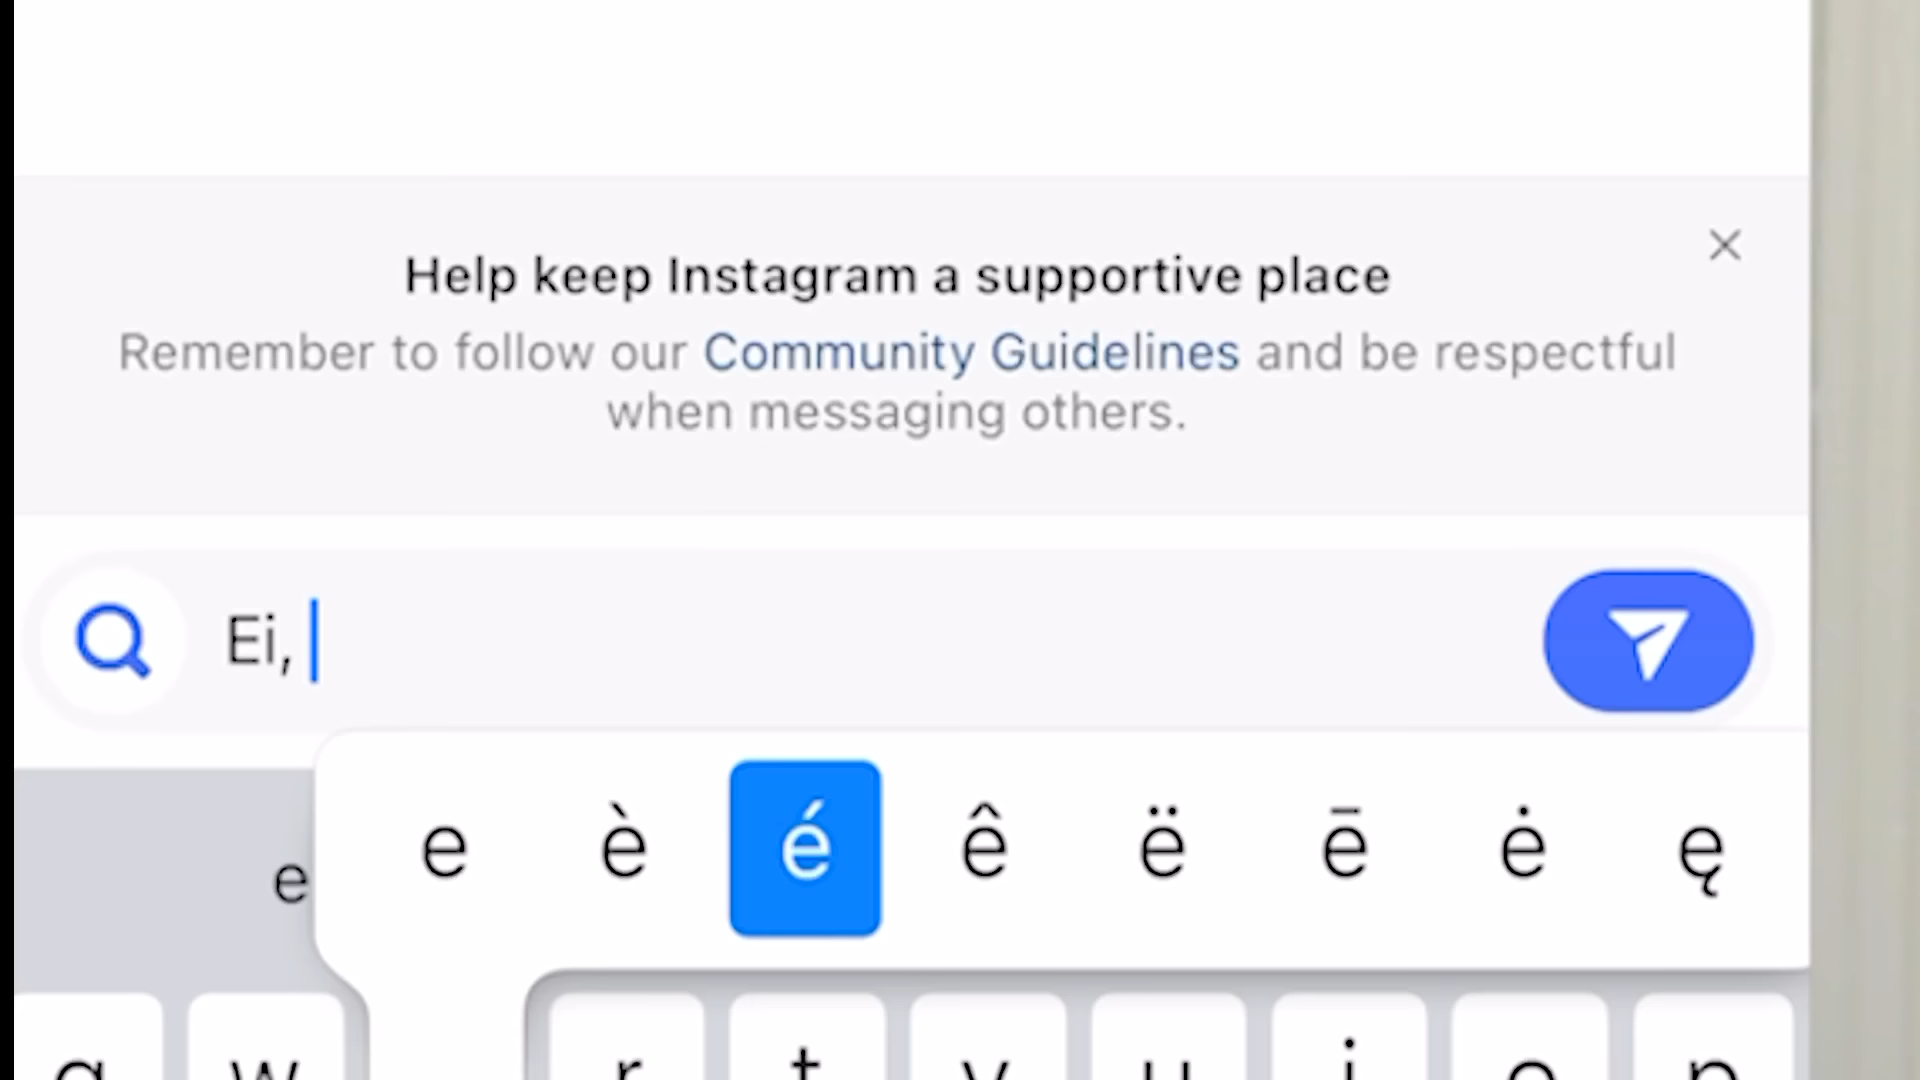 Help keep Instagram a supportive place
Remember to follow our Community Guidelines and be respectful
when messaging others.
Ei,
e è é ê ë ē ė ę
e
q w r t y u i o p